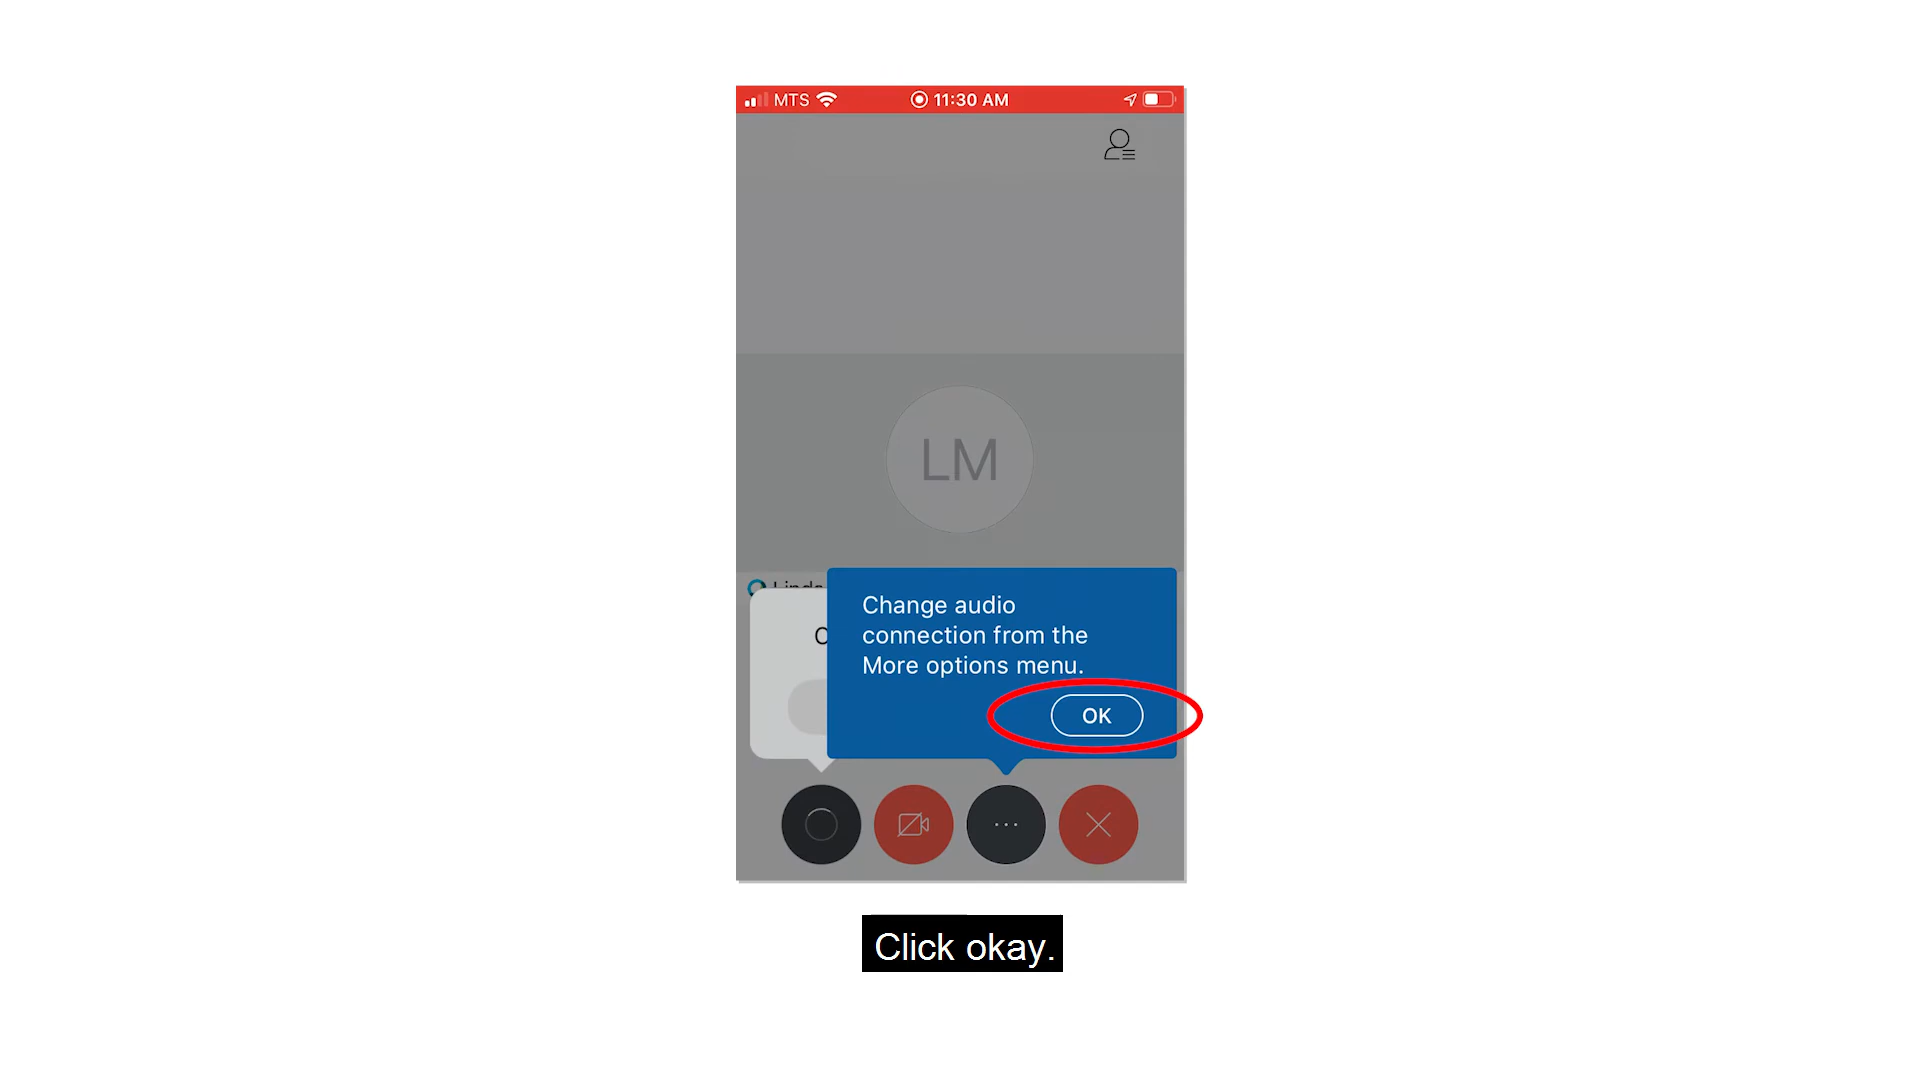 MTS 11:30 AM
LM
Change audio
connection from the
More options menu.
OK
Click okay.